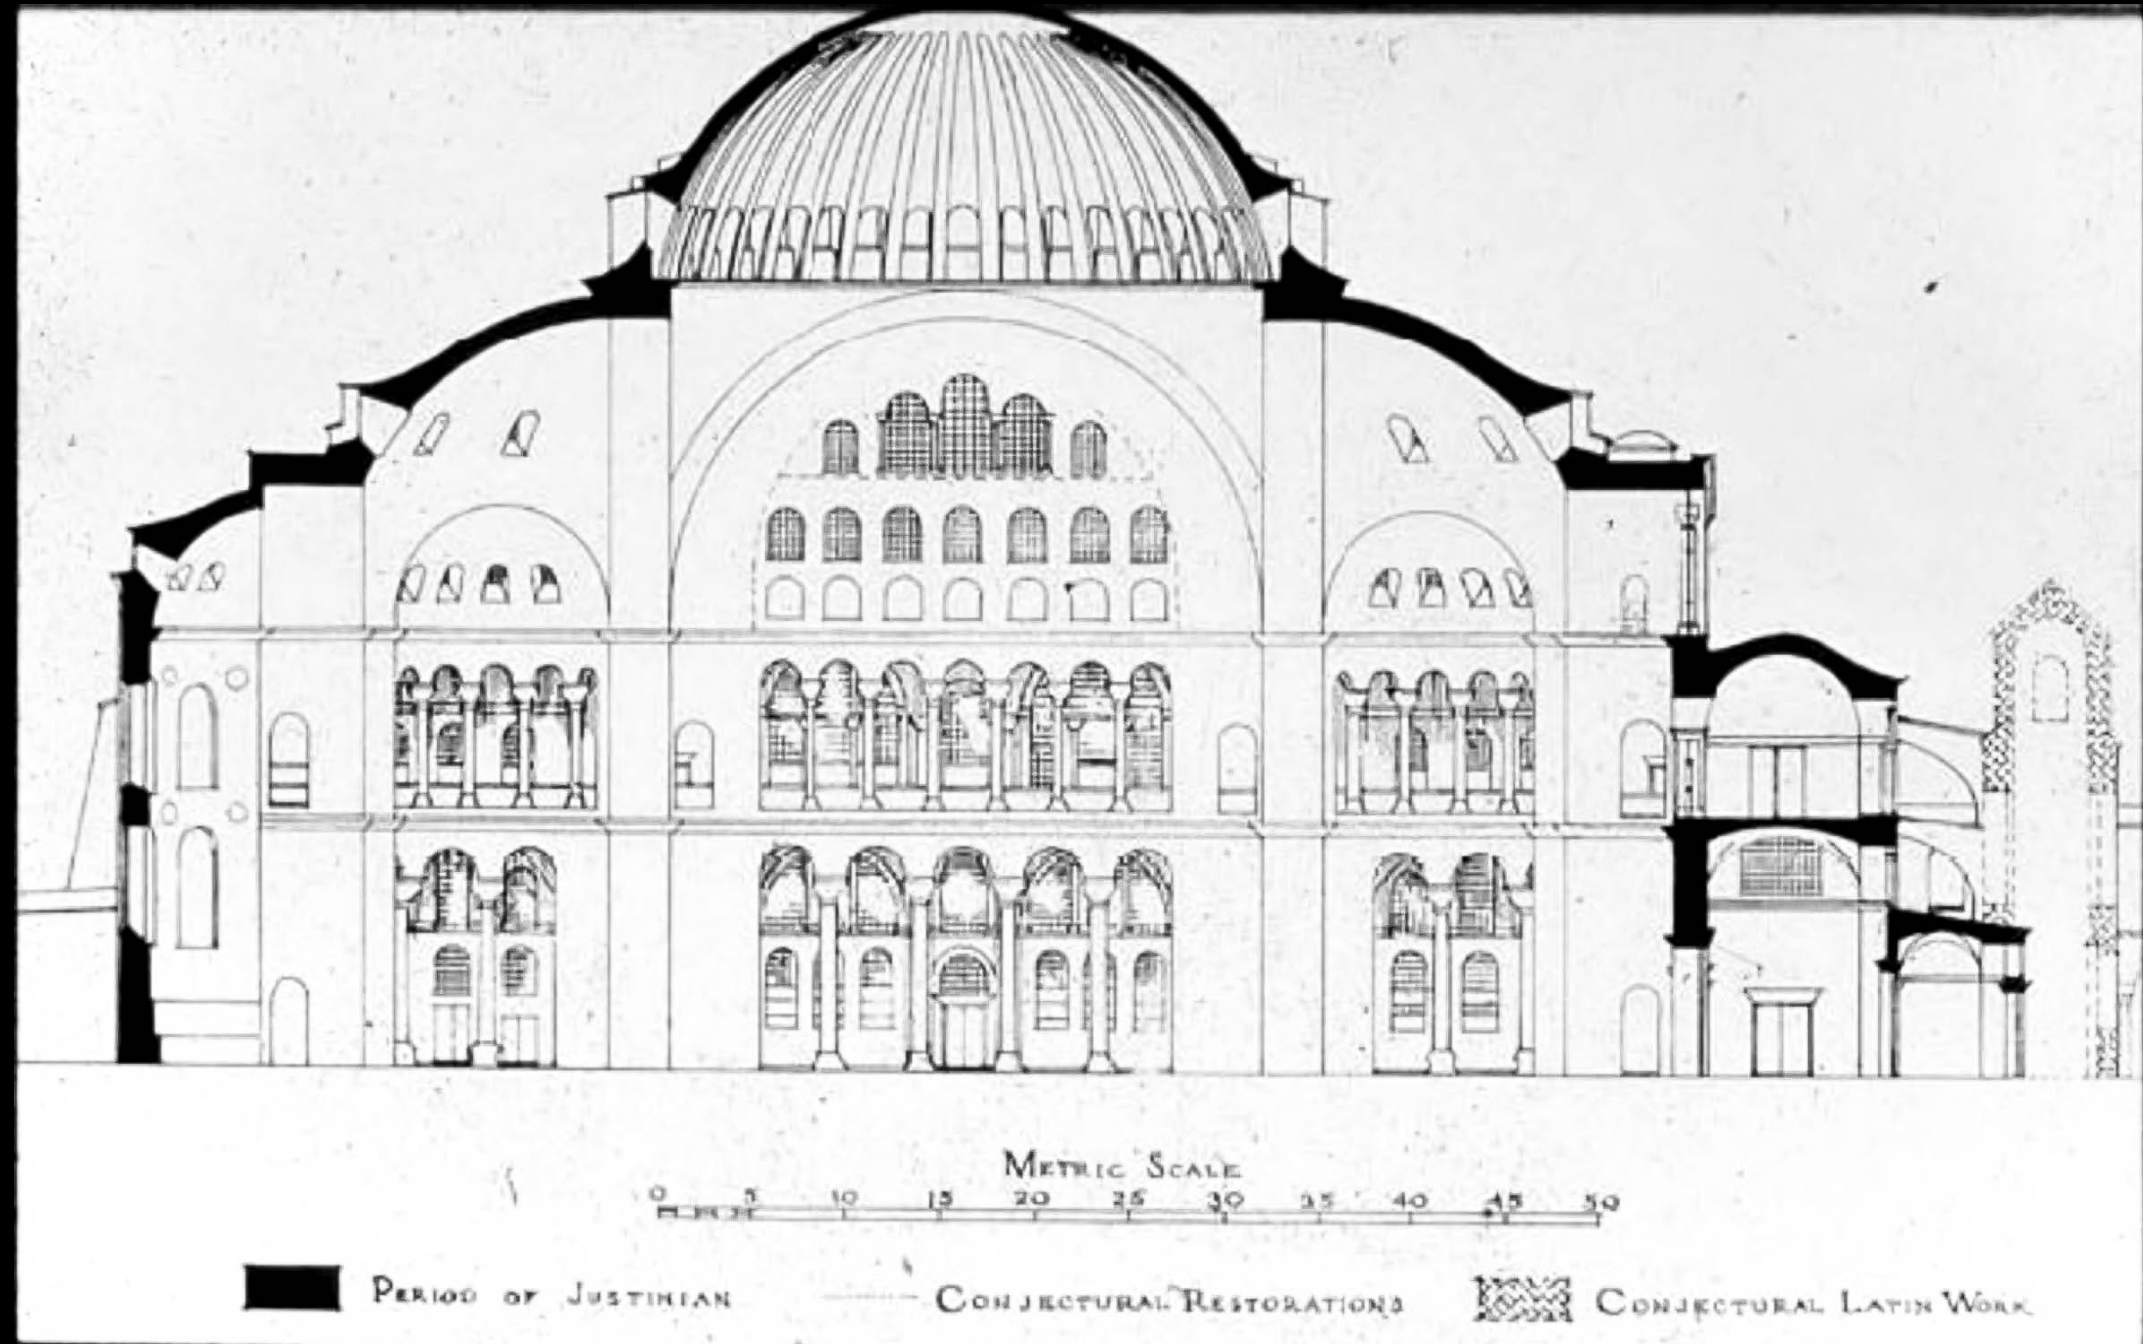 METRIC SCALE
0 5 10 15 20 25 30 35 40 45 50
PERIOD OF JUSTINIAN CONJECTURAL RESTORATIONS CONJECTURAL LATIN WORK